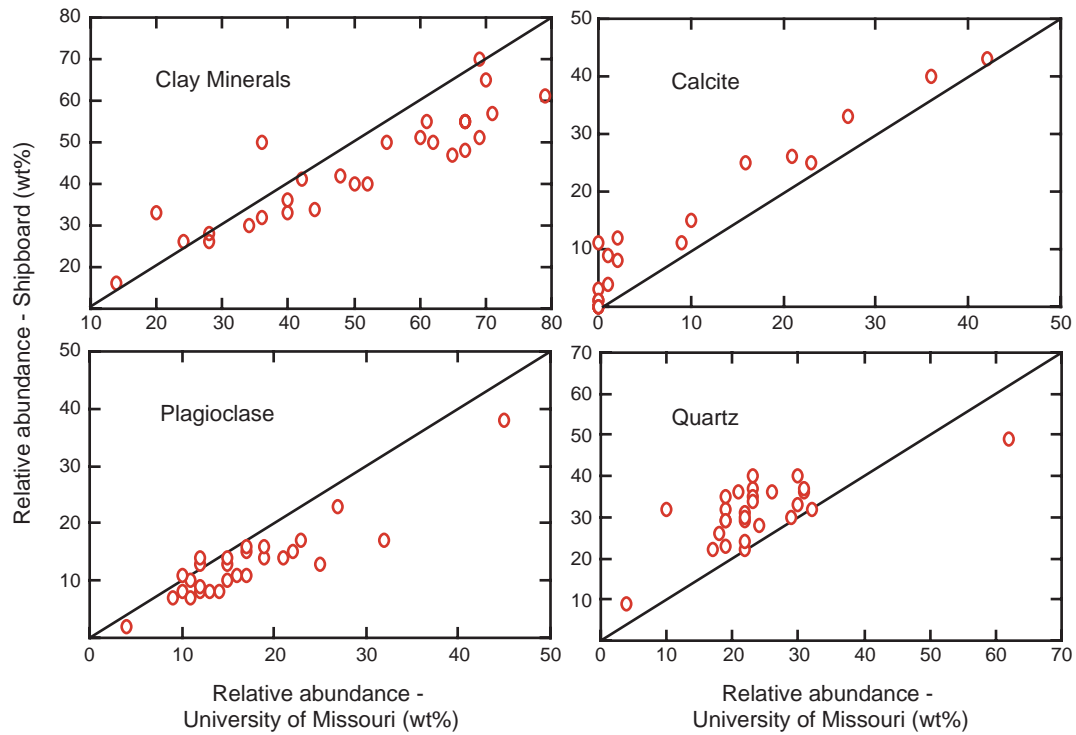 80
70
60
50
40
30
20
10 20 30 40 50 60 70 80
Clay Minerals
50
40
30
20
10
0 10 20 30 40 50
Calcite
50
40
30
20
10
0
0 10 20 30 40 50
Plagioclase
70
60
50
40
30
20
10
0 10 20 30 40 50 60 70
Quartz
Relative abundance - Shipboard (wt%)
Relative abundance -
University of Missouri (wt%)
Relative abundance -
University of Missouri (wt%)